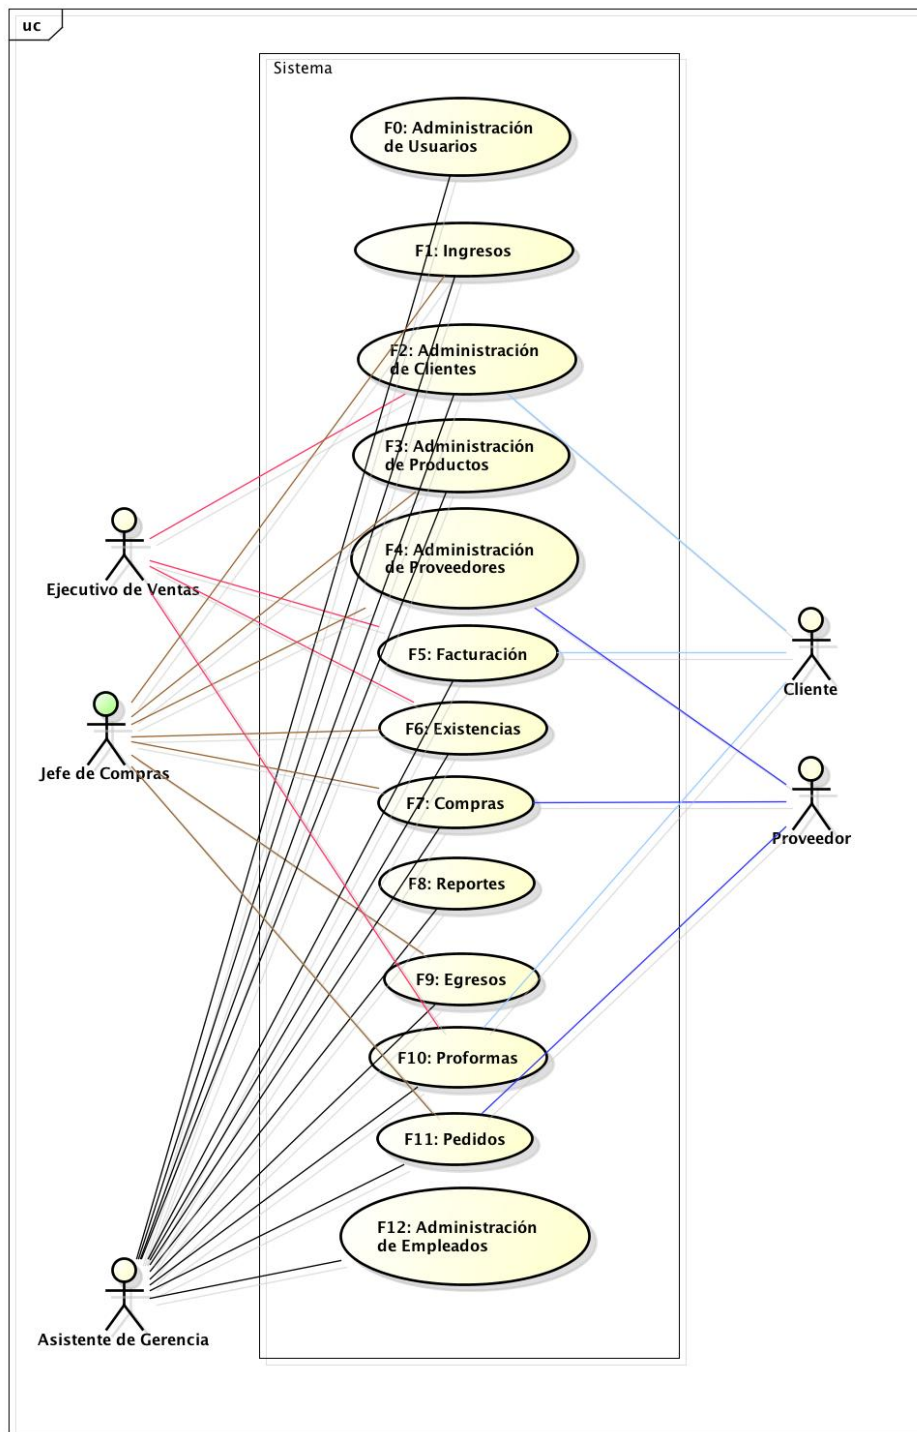 uc
Sistema
F0: Administración
de Usuarios
F1: Ingresos
F2: Administración
de Clientes
F3: Administración
de Productos
F4: Administración
de Proveedores
Ejecutivo de Ventas
F5: Facturación
Cliente
F6: Existencias
Jefe de Compras
F7: Compras
Proveedor
F8: Reportes
F9: Egresos
F10: Proformas
F11: Pedidos
F12: Administración
de Empleados
Asistente de Gerencia